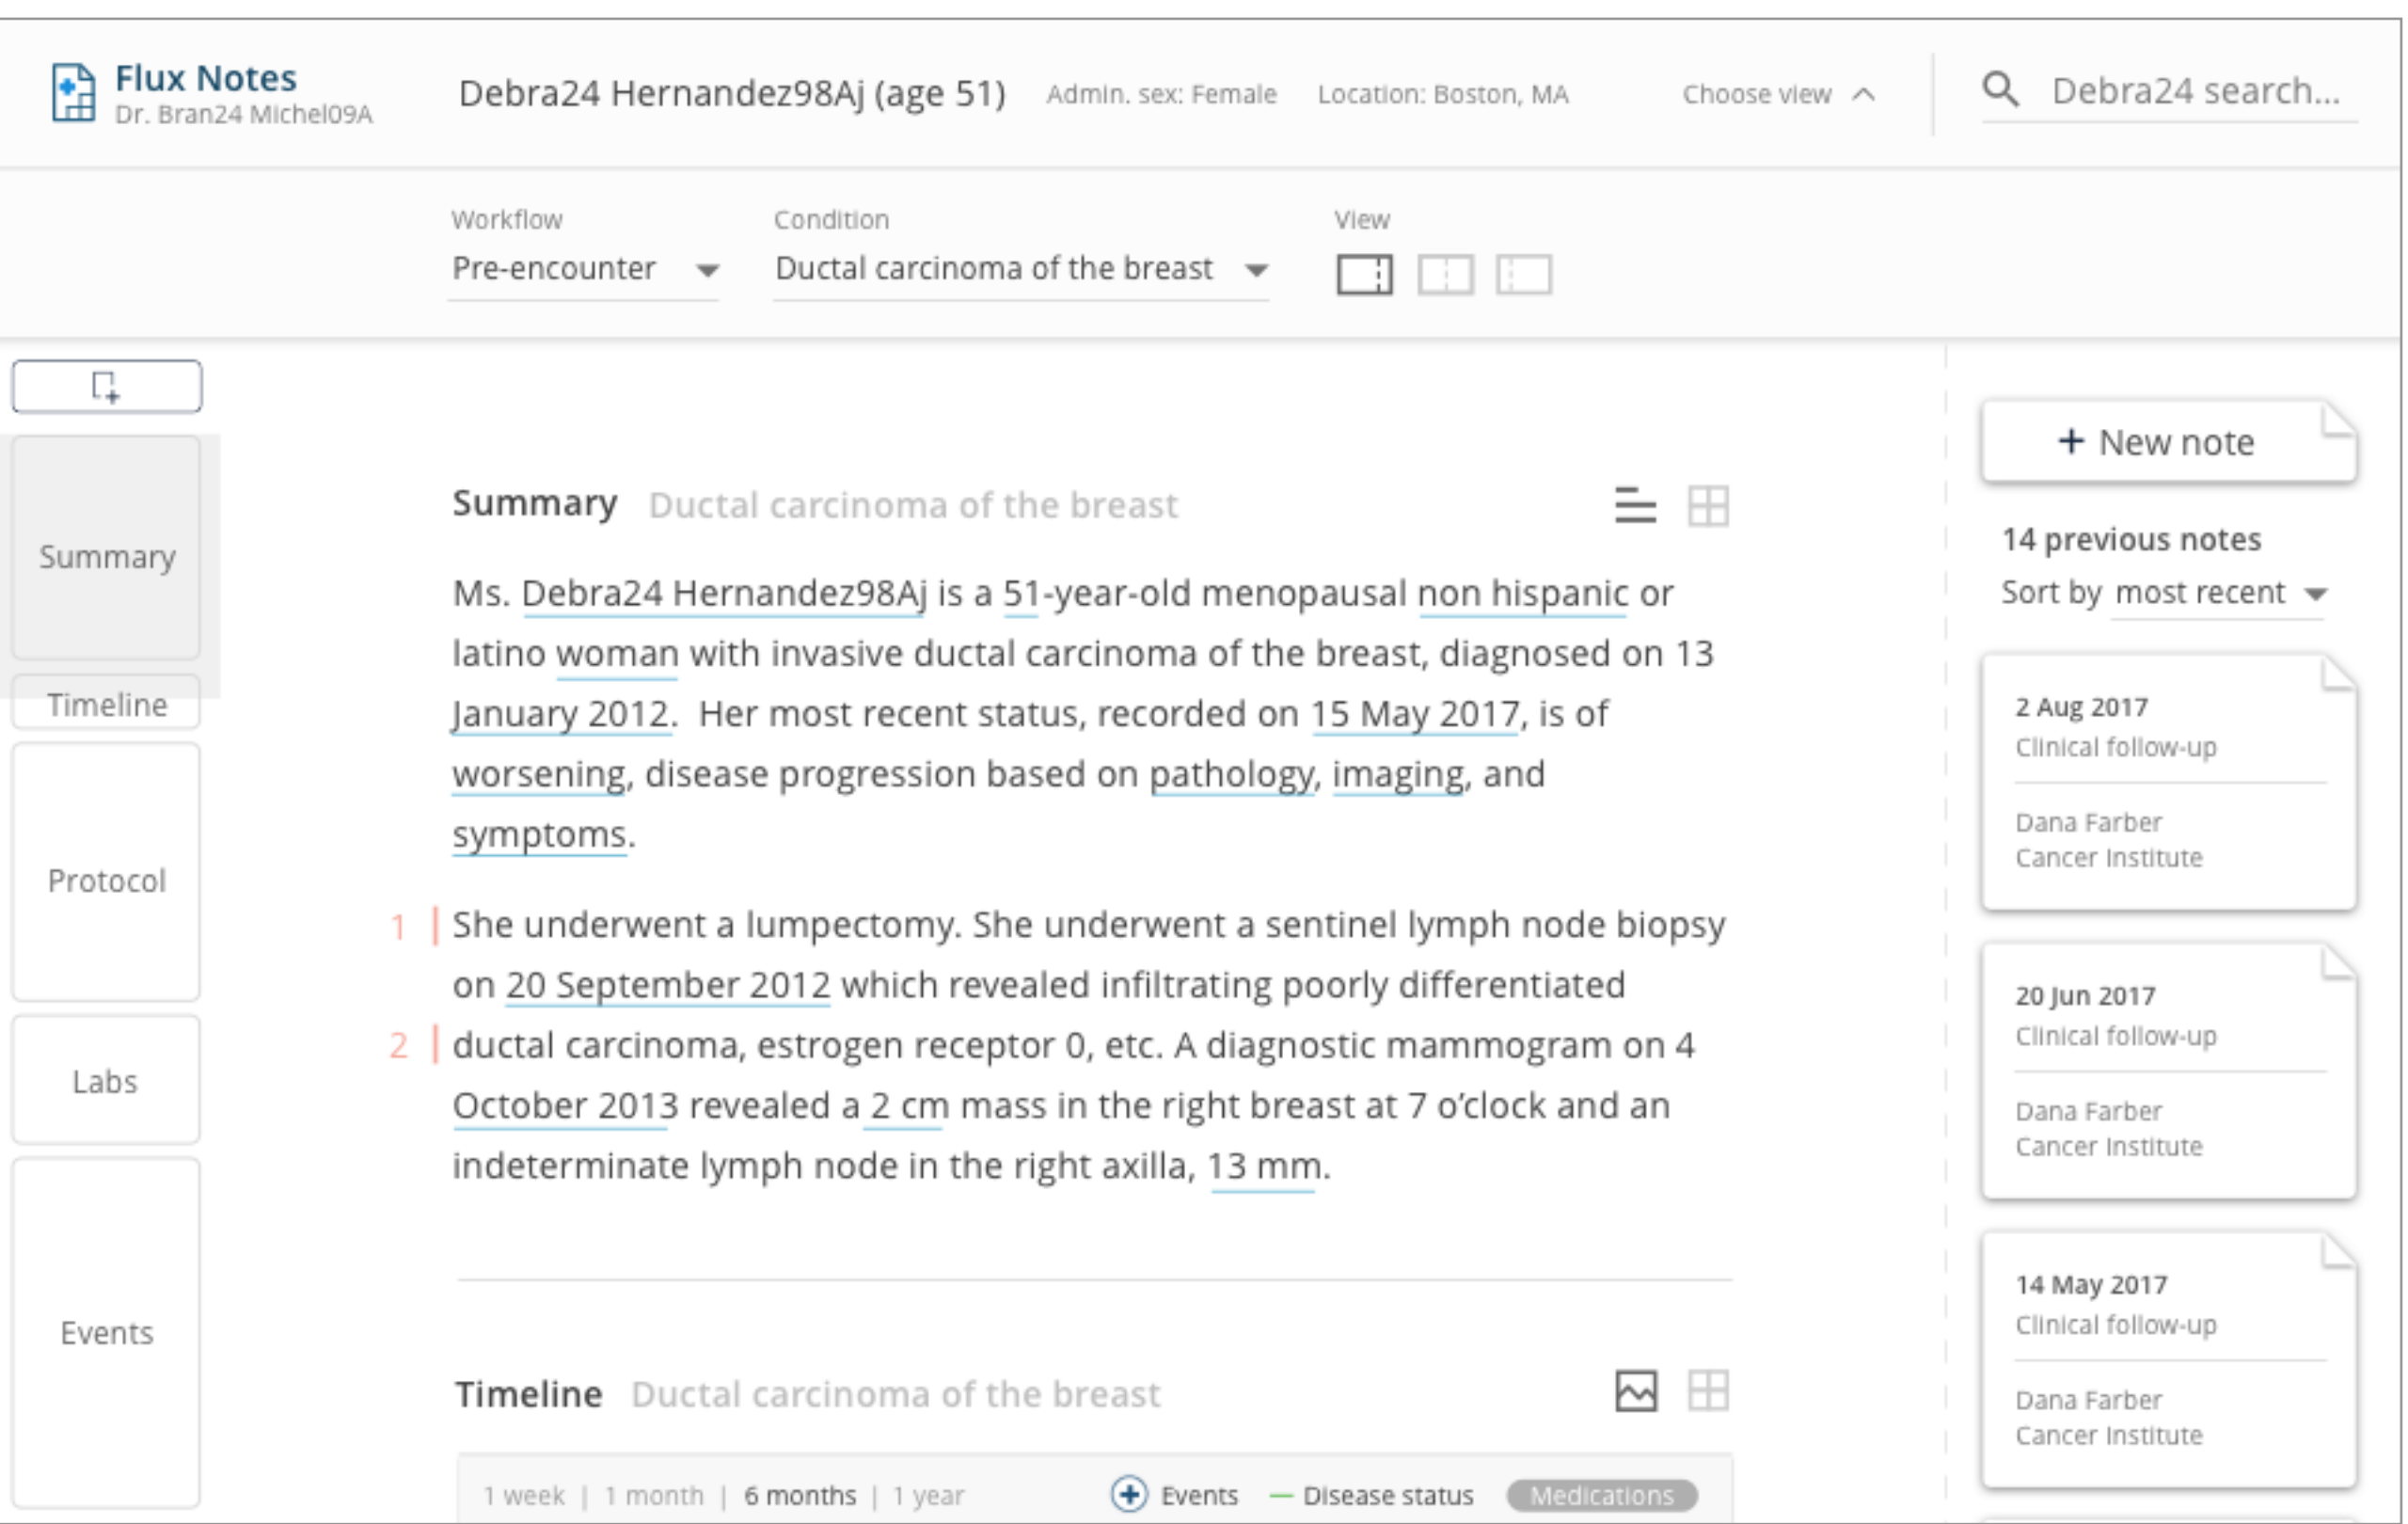 Flux Notes
Dr. Bran24 Michel09A
Debra24 Hernandez98Aj (age 51)
Admin. sex: Female
Location: Boston, MA
Choose view
Debra24 search...
Workflow
Pre-encounter
Condition
Ductal carcinoma of the breast
View
Summary
Timeline
Protocol
Labs
Events
Summary Ductal carcinoma of the breast
Ms. Debra24 Hernandez98Aj is a 51-year-old menopausal non hispanic or
latino woman with invasive ductal carcinoma of the breast, diagnosed on 13
January 2012. Her most recent status, recorded on 15 May 2017, is of
worsening, disease progression based on pathology, imaging, and
symptoms.
1 She underwent a lumpectomy. She underwent a sentinel lymph node biopsy
on 20 September 2012 which revealed infiltrating poorly differentiated
2 ductal carcinoma, estrogen receptor 0, etc. A diagnostic mammogram on 4
October 2013 revealed a 2 cm mass in the right breast at 7 o’clock and an
indeterminate lymph node in the right axilla, 13 mm.
Timeline Ductal carcinoma of the breast
1 week | 1 month | 6 months | 1 year
Events
Disease status
Medications
+ New note
14 previous notes
Sort by most recent
2 Aug 2017
Clinical follow-up
Dana Farber
Cancer Institute
20 Jun 2017
Clinical follow-up
Dana Farber
Cancer Institute
14 May 2017
Clinical follow-up
Dana Farber
Cancer Institute